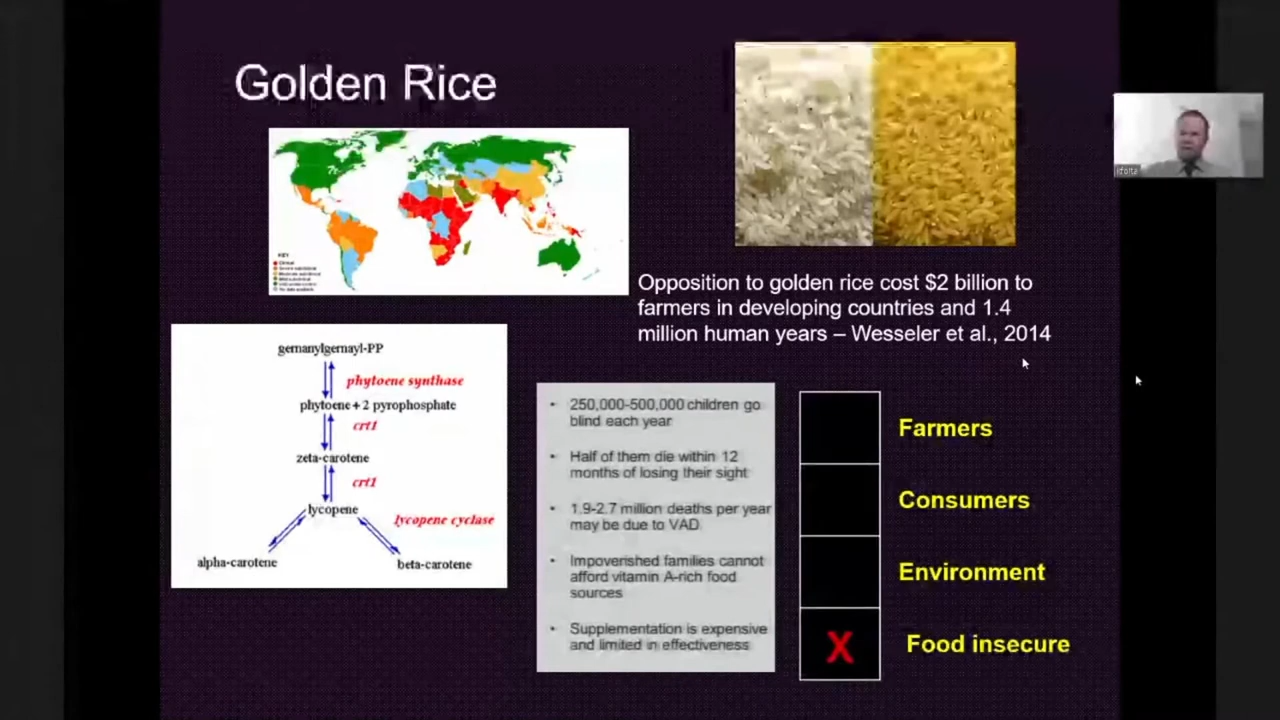 Golden Rice
KEY
Opposition to golden rice cost $2 billion to
farmers in developing countries and 1.4
million human years – Wesseler et al., 2014
gernanylgernayl-PP
phytoene synthase
phytoene + 2 pyrophosphate
crt1
zeta-carotene
crt1
lycopene
lycopene cyclase
alpha-carotene
beta-carotene
• 250,000-500,000 children go
blind each year
• Half of them die within 12
months of losing their sight
• 1.9-2.7 million deaths per year
may be due to VAD
• Impoverished families cannot
afford vitamin A-rich food
sources
• Supplementation is expensive
and limited in effectiveness
Farmers
Consumers
Environment
X Food insecure